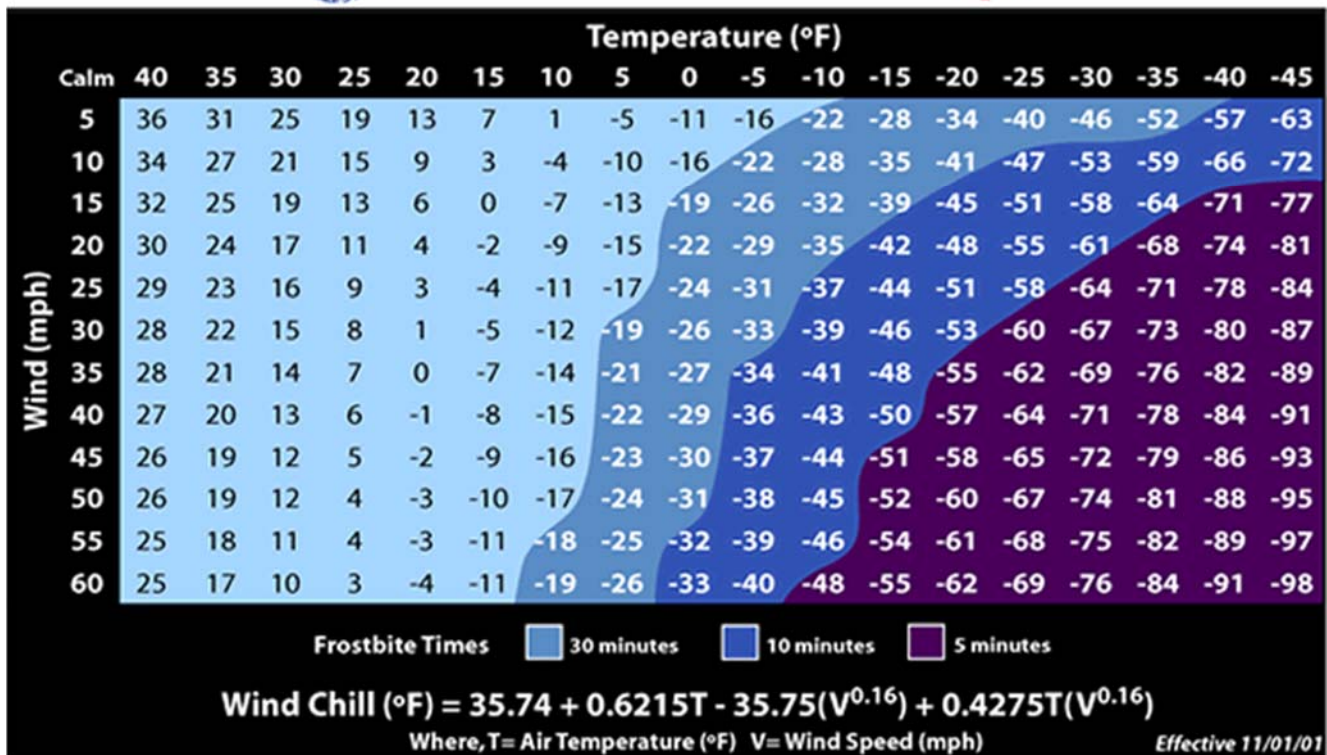 Temperature (°F)
Calm 40 35 30 25 20 15 10 5 0 -5 -10 -15 -20 -25 -30 -35 -40 -45
5 36 31 25 19 13 7 1 -5 -11 -16 -22 -28 -34 -40 -46 -52 -57 -63
10 34 27 21 15 9 3 -4 -10 -16 -22 -28 -35 -41 -47 -53 -59 -66 -72
15 32 25 19 13 6 0 -7 -13 -19 -26 -32 -39 -45 -51 -58 -64 -71 -77
20 30 24 17 11 4 -2 -9 -15 -22 -29 -35 -42 -48 -55 -61 -68 -74 -81
Wind (mph)
25 29 23 16 9 3 -4 -11 -17 -24 -31 -37 -44 -51 -58 -64 -71 -78 -84
30 28 22 15 8 1 -5 -12 -19 -26 -33 -39 -46 -53 -60 -67 -73 -80 -87
35 28 21 14 7 0 -7 -14 -21 -27 -34 -41 -48 -55 -62 -69 -76 -82 -89
40 27 20 13 6 -1 -8 -15 -22 -29 -36 -43 -50 -57 -64 -71 -78 -84 -91
45 26 19 12 5 -2 -9 -16 -23 -30 -37 -44 -51 -58 -65 -72 -79 -86 -93
50 26 19 12 4 -3 -10 -17 -24 -31 -38 -45 -52 -60 -67 -74 -81 -88 -95
55 25 18 11 4 -3 -11 -18 -25 -32 -39 -46 -54 -61 -68 -75 -82 -89 -97
60 25 17 10 3 -4 -11 -19 -26 -33 -40 -48 -55 -62 -69 -76 -84 -91 -98
Frostbite Times 30 minutes 10 minutes 5 minutes
Wind Chill (°F) = 35.74 + 0.6215T - 35.75(V^0.16) + 0.4275T(V^0.16)
Where, T= Air Temperature (°F) V= Wind Speed (mph) Effective 11/01/01